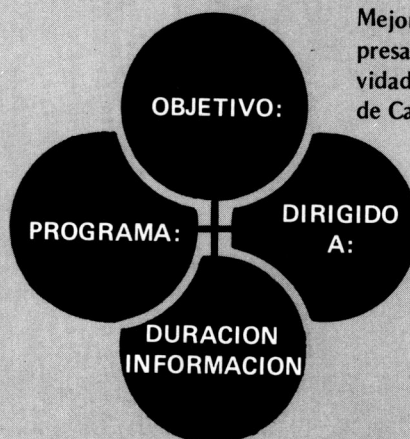 Mejor
presa
vidad
de Ca
OBJETIVO:
PROGRAMA:
DIRIGIDO
A:
DURACION
INFORMACION